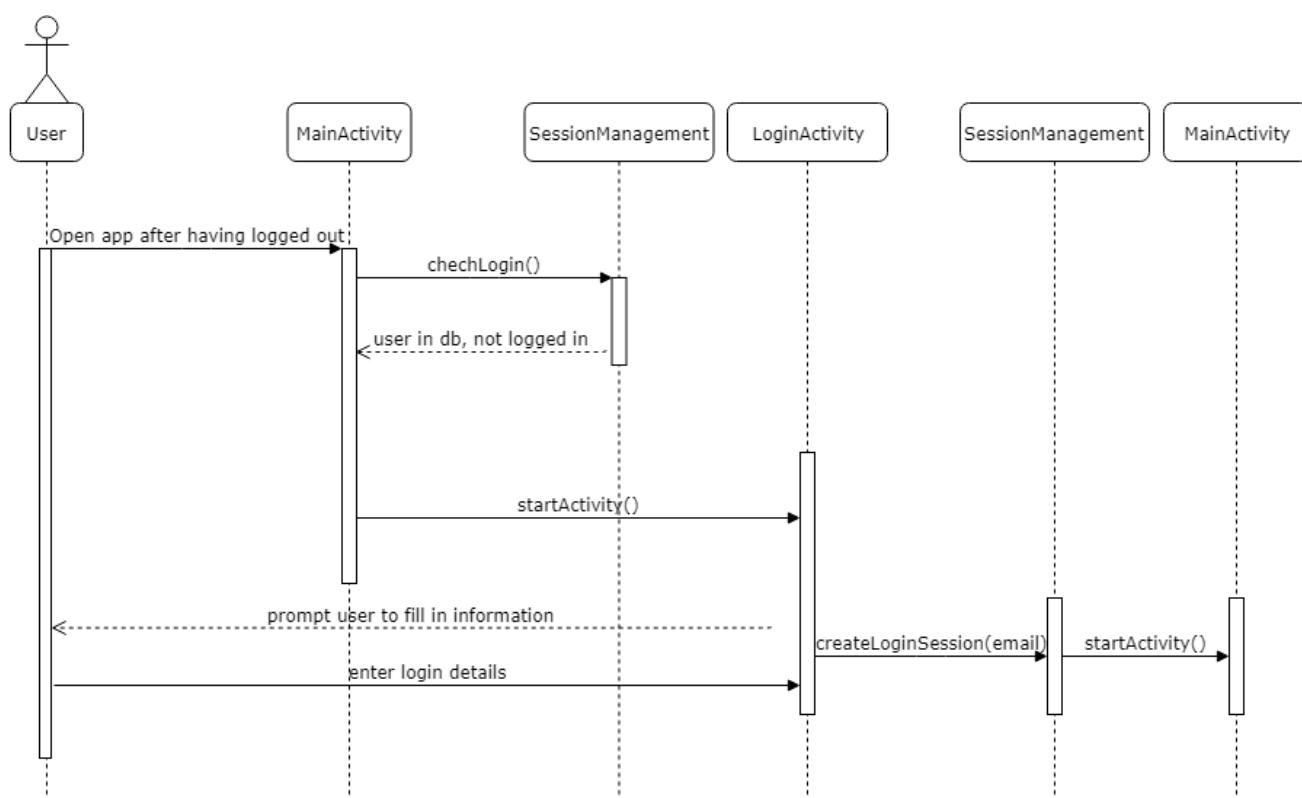 User
MainActivity
SessionManagement
LoginActivity
SessionManagement
MainActivity
Open app after having logged out
chechLogin()
user in db, not logged in
startActivity()
prompt user to fill in information
createLoginSession(email)
startActivity()
enter login details